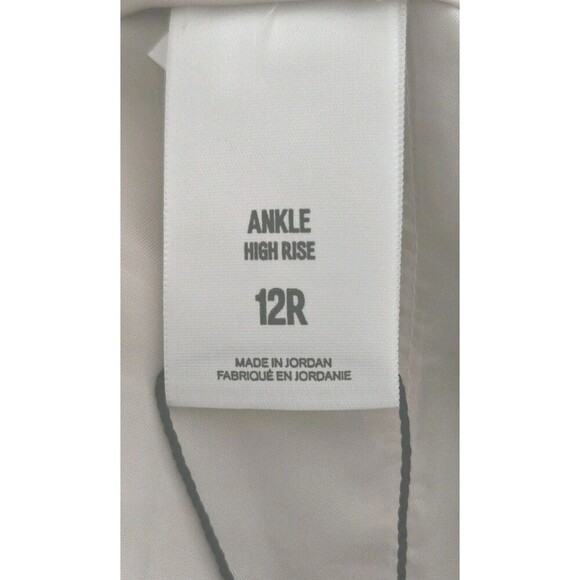 ANKLE
HIGH RISE
12R
MADE IN JORDAN
FABRIQUÉ EN JORDANIE